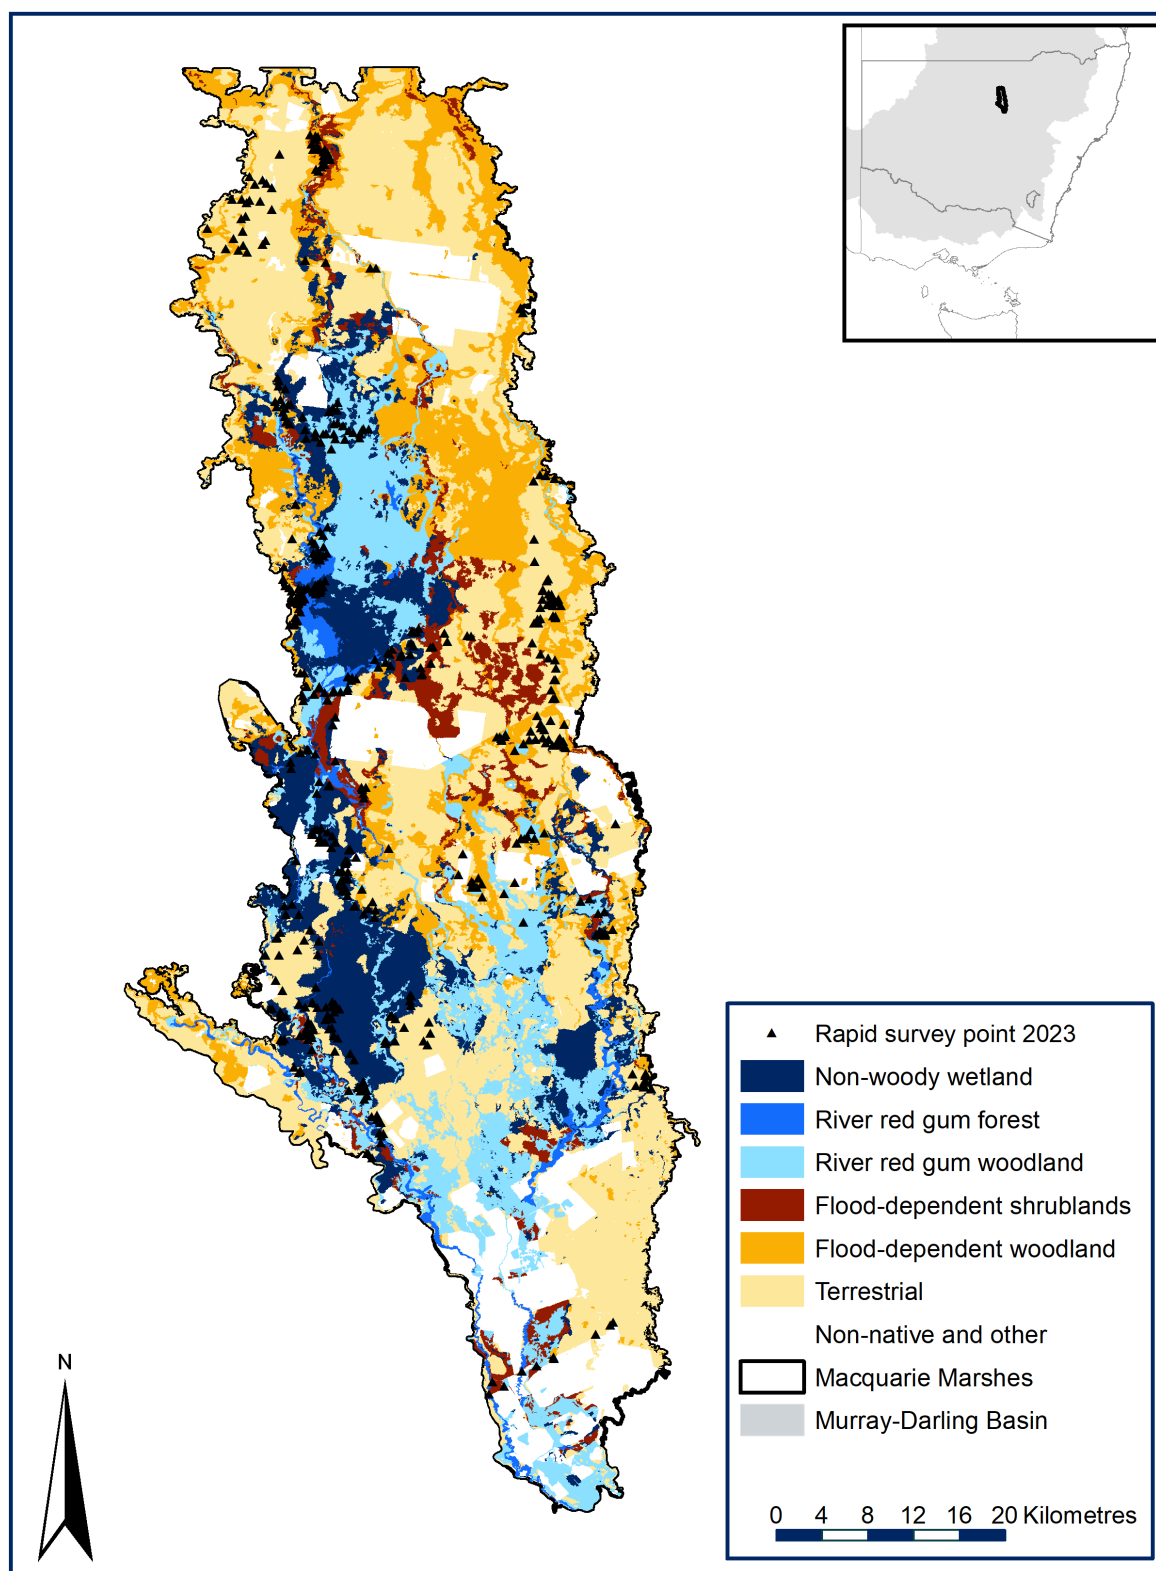 Rapid survey point 2023
Non-woody wetland
River red gum forest
River red gum woodland
Flood-dependent shrublands
Flood-dependent woodland
Terrestrial
Non-native and other
Macquarie Marshes
Murray-Darling Basin
N
0 4 8 12 16 20 Kilometres